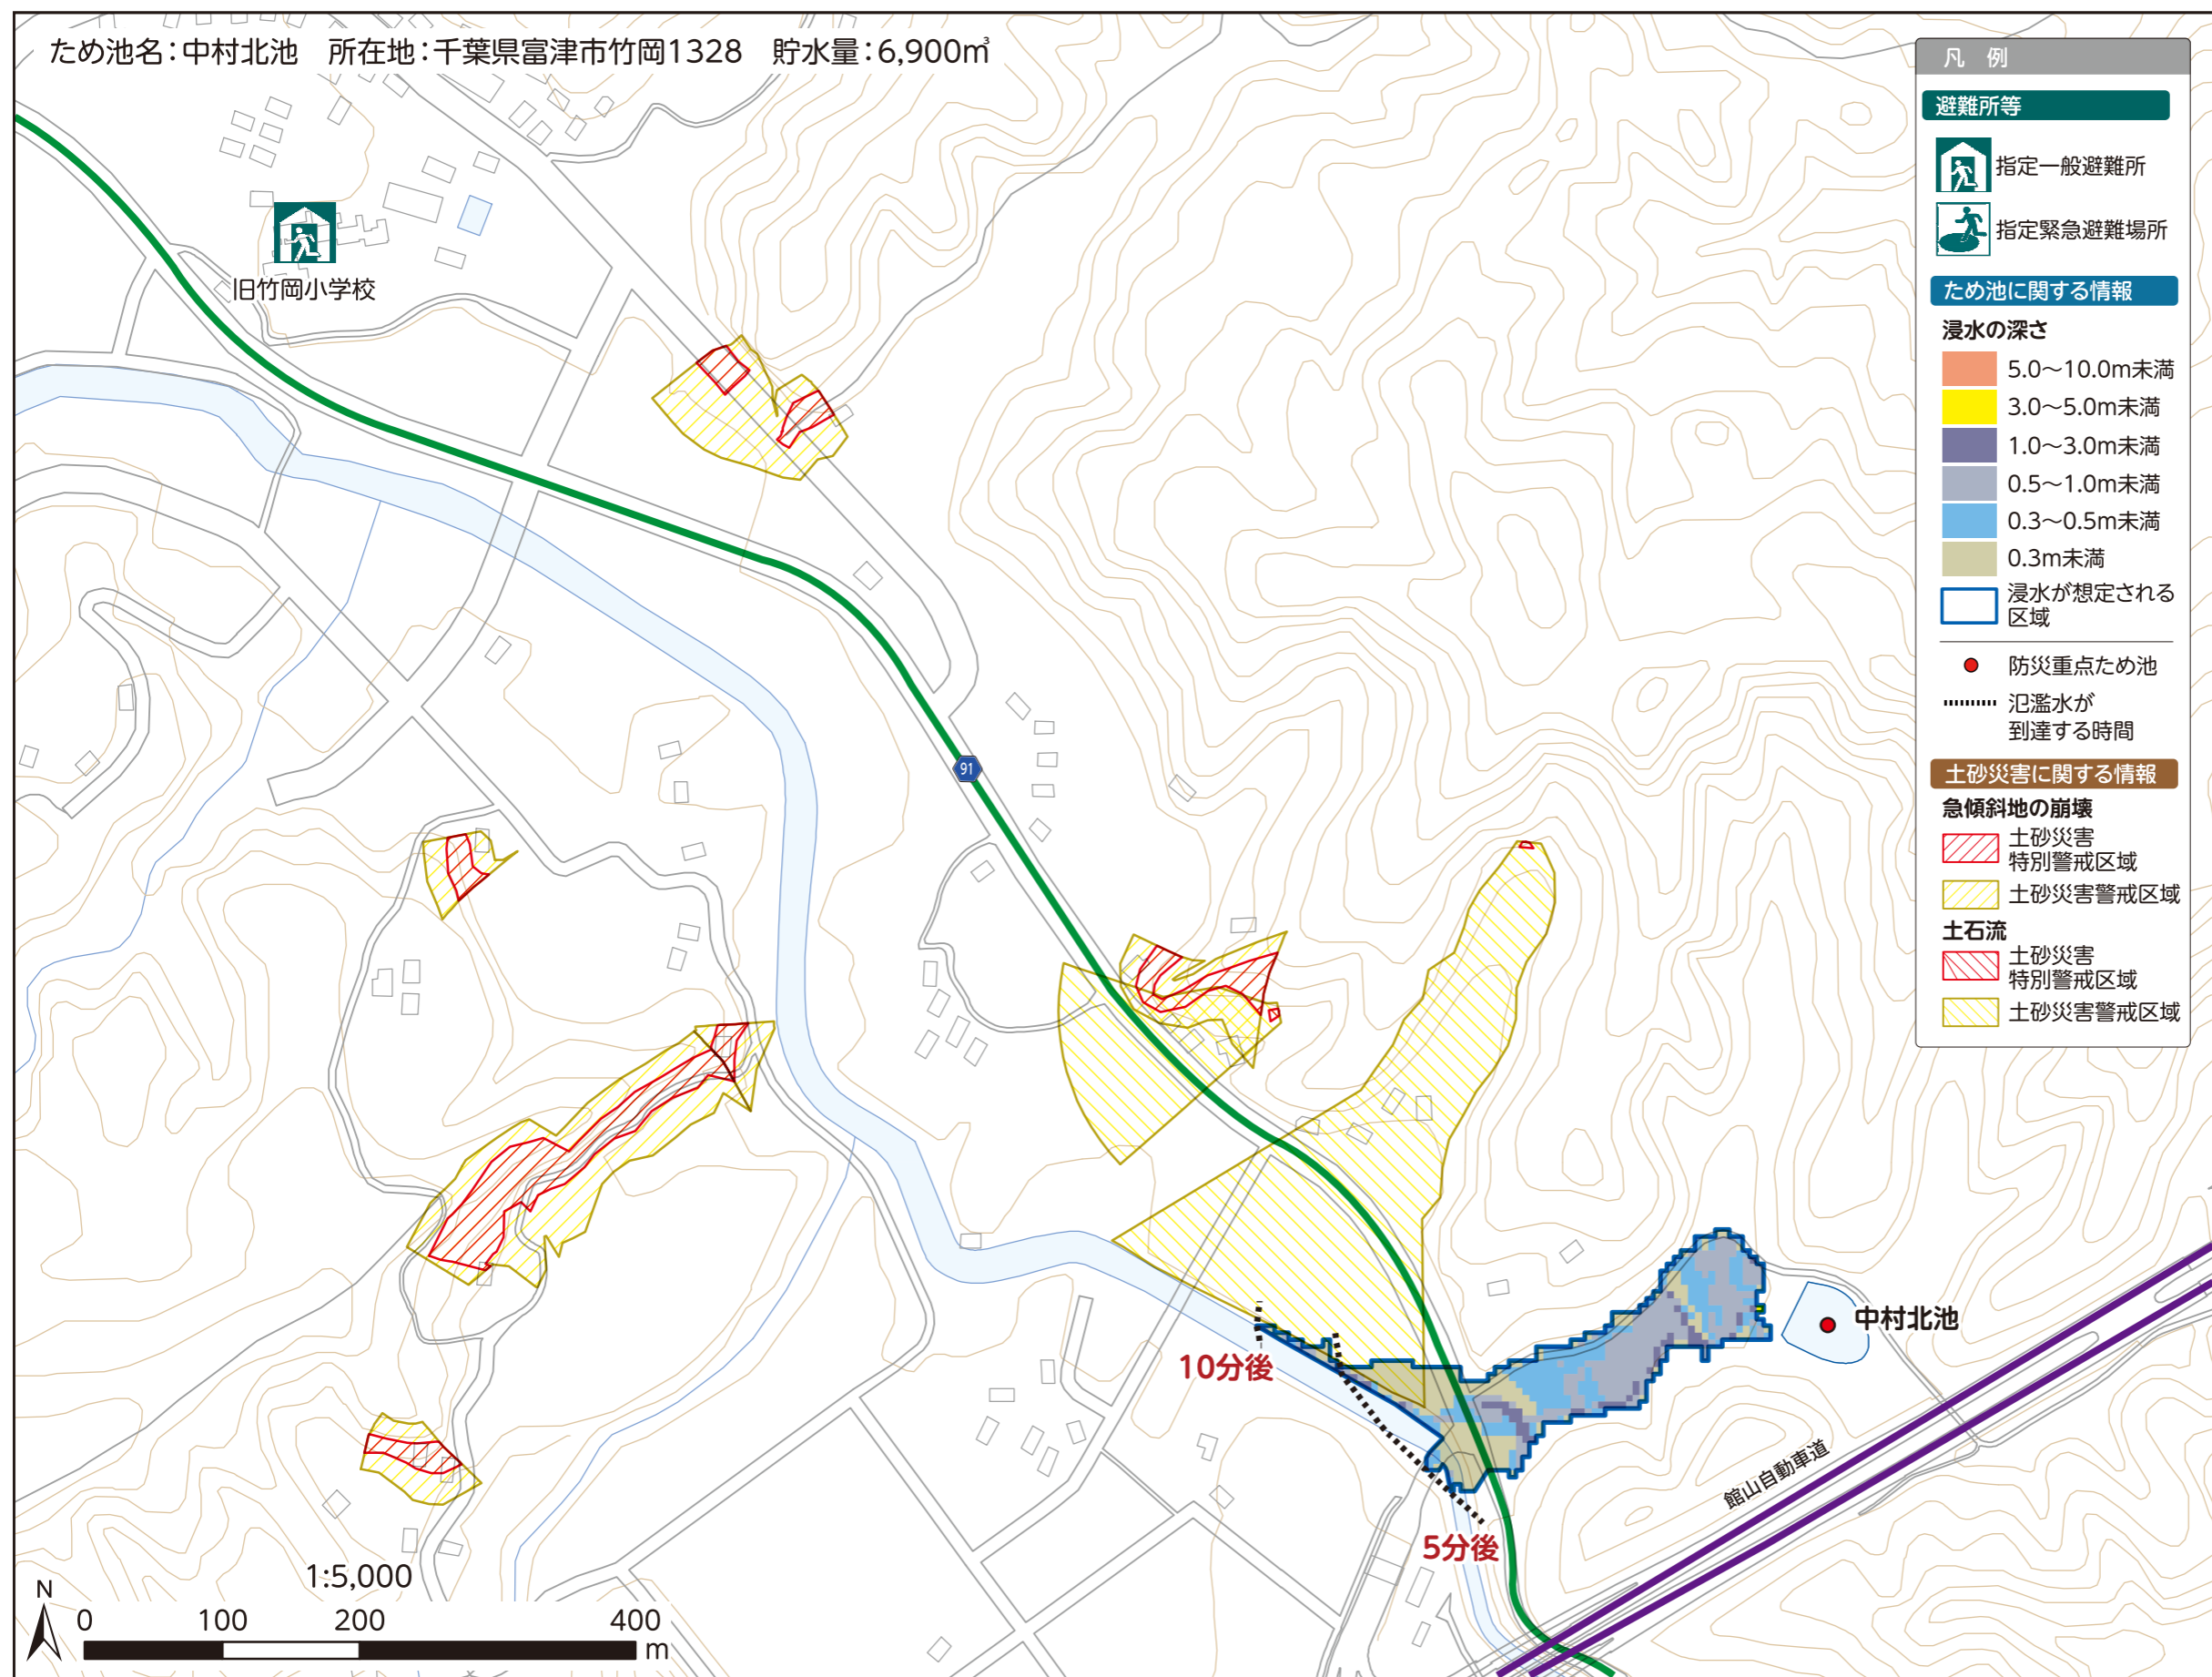 ため池名：中村北池　所在地：千葉県富津市竹岡1328　貯水量：6,900㎥
凡　例
避難所等
指定一般避難所
指定緊急避難場所
ため池に関する情報
浸水の深さ
5.0～10.0m未満
3.0～5.0m未満
1.0～3.0m未満
0.5～1.0m未満
0.3～0.5m未満
0.3m未満
浸水が想定される
区域
防災重点ため池
氾濫水が
到達する時間
土砂災害に関する情報
急傾斜地の崩壊
土砂災害
特別警戒区域
土砂災害警戒区域
土石流
土砂災害
特別警戒区域
土砂災害警戒区域
旧竹岡小学校
91
中村北池
10分後
5分後
館山自動車道
1:5,000
N
0 100 200 400
m